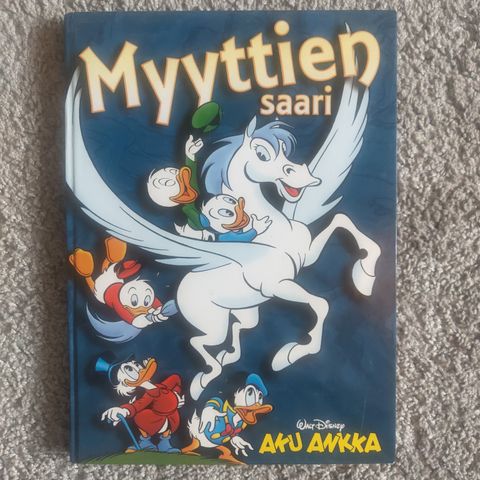 Myyttien
saari
Walt Disney
AKU ANKKA